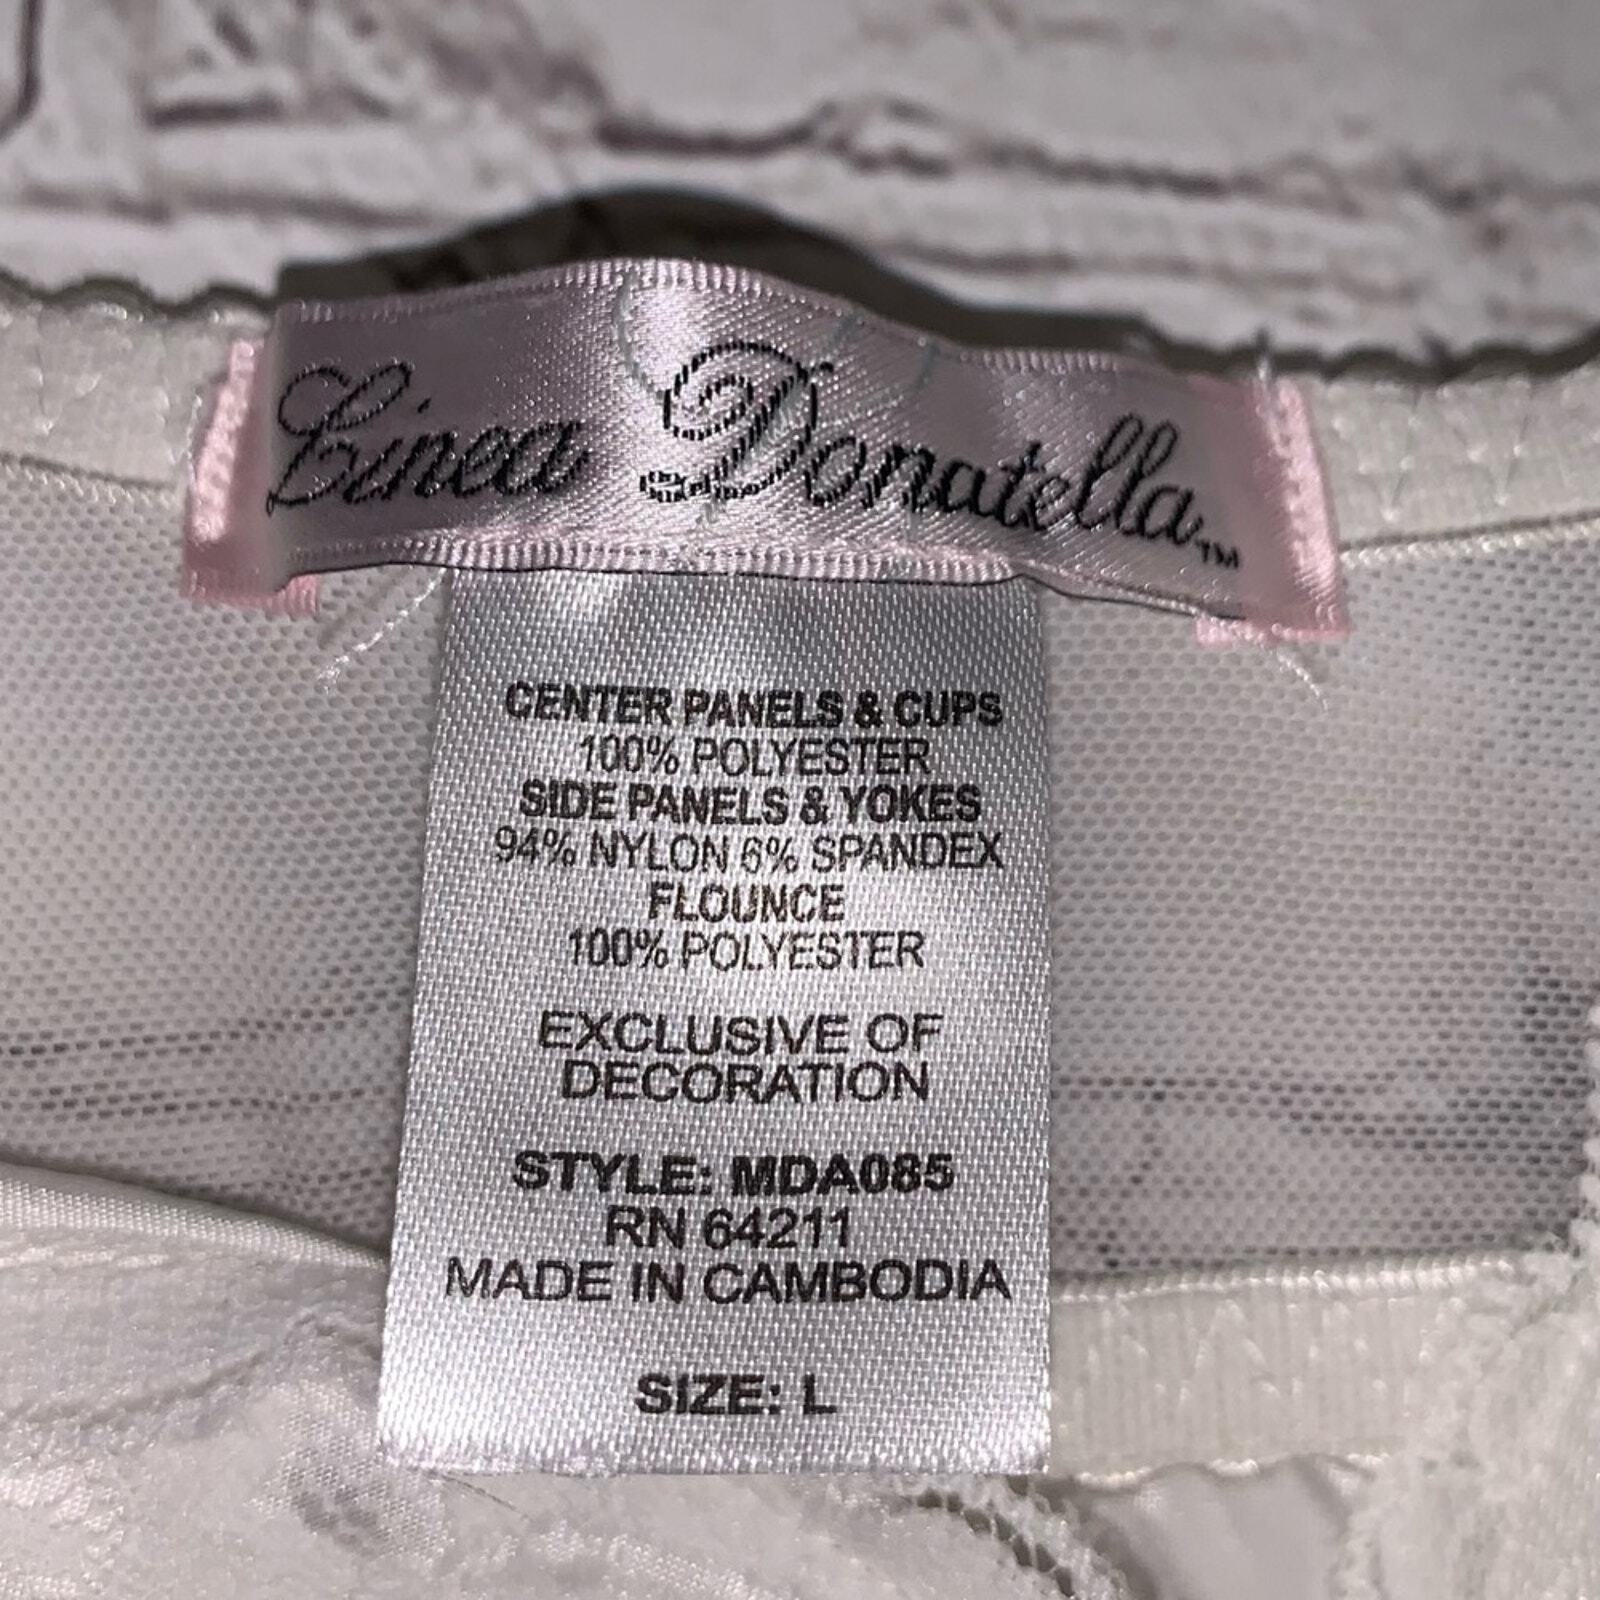 Linea Donatella™
CENTER PANELS & CUPS
100% POLYESTER
SIDE PANELS & YOKES
94% NYLON 6% SPANDEX
FLOUNCE
100% POLYESTER
EXCLUSIVE OF
DECORATION
STYLE: MDA085
RN 64211
MADE IN CAMBODIA
SIZE: L